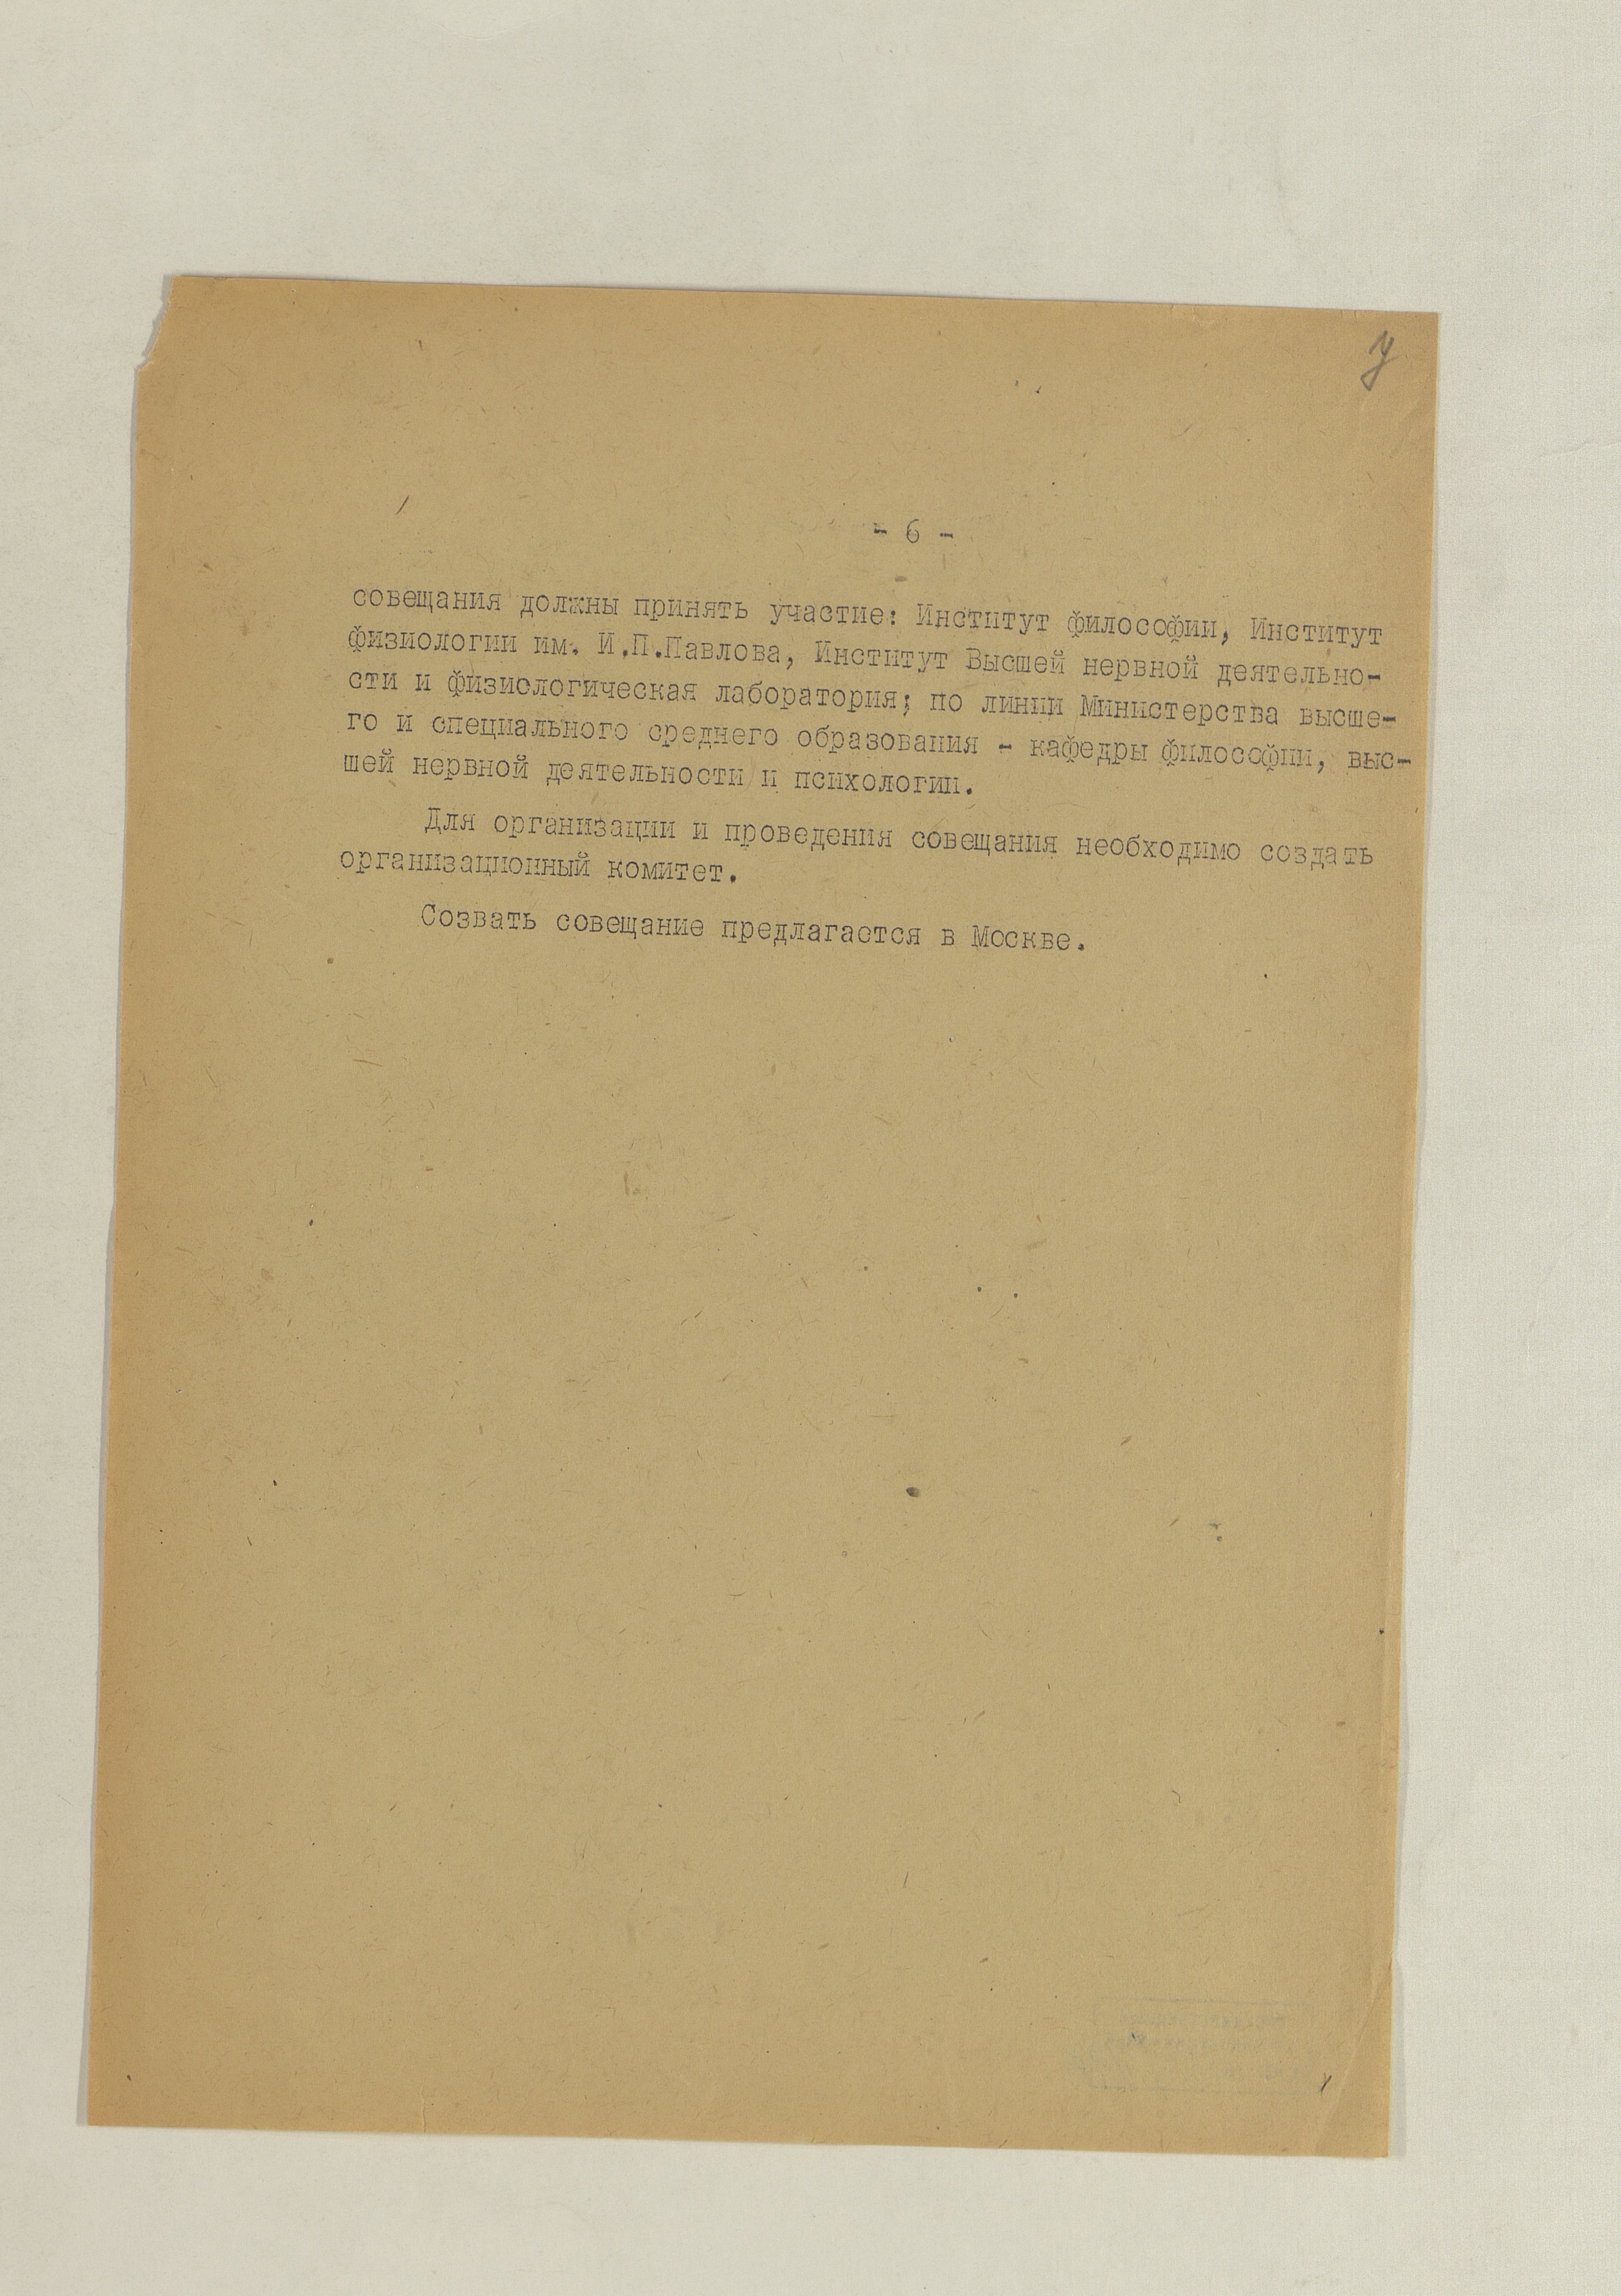 - 6 -
совещания должны принять участие: Институт философии, Институт
физиологии им. И.П.Павлова, Институт Высшей нервной деятельно-
сти и физиологическая лаборатория; по линии Министерства высше-
го и специального среднего образования - кафедры философии, выс-
шей нервной деятельности и психологии.
Для организации и проведения совещания необходимо создать
организационный комитет.
Созвать совещание предлагается в Москве.